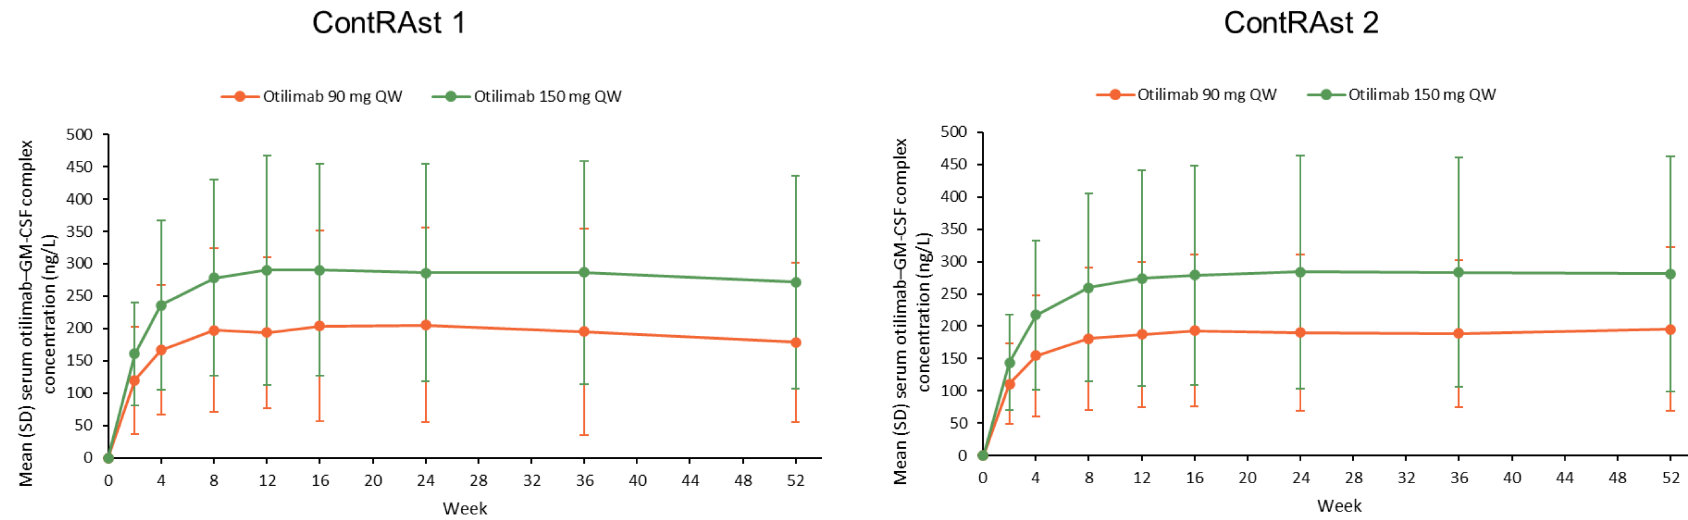 ContRAst 1
Otilimab 90 mg QW
Otilimab 150 mg QW
Mean (SD) serum otilimab–GM-CSF complex
concentration (ng/L)
500
450
400
350
300
250
200
150
100
50
0
0 4 8 12 16 20 24 28 32 36 40 44 48 52
Week
ContRAst 2
Otilimab 90 mg QW
Otilimab 150 mg QW
Mean (SD) serum otilimab–GM-CSF complex
concentration (ng/L)
500
450
400
350
300
250
200
150
100
50
0
0 4 8 12 16 20 24 28 32 36 40 44 48 52
Week